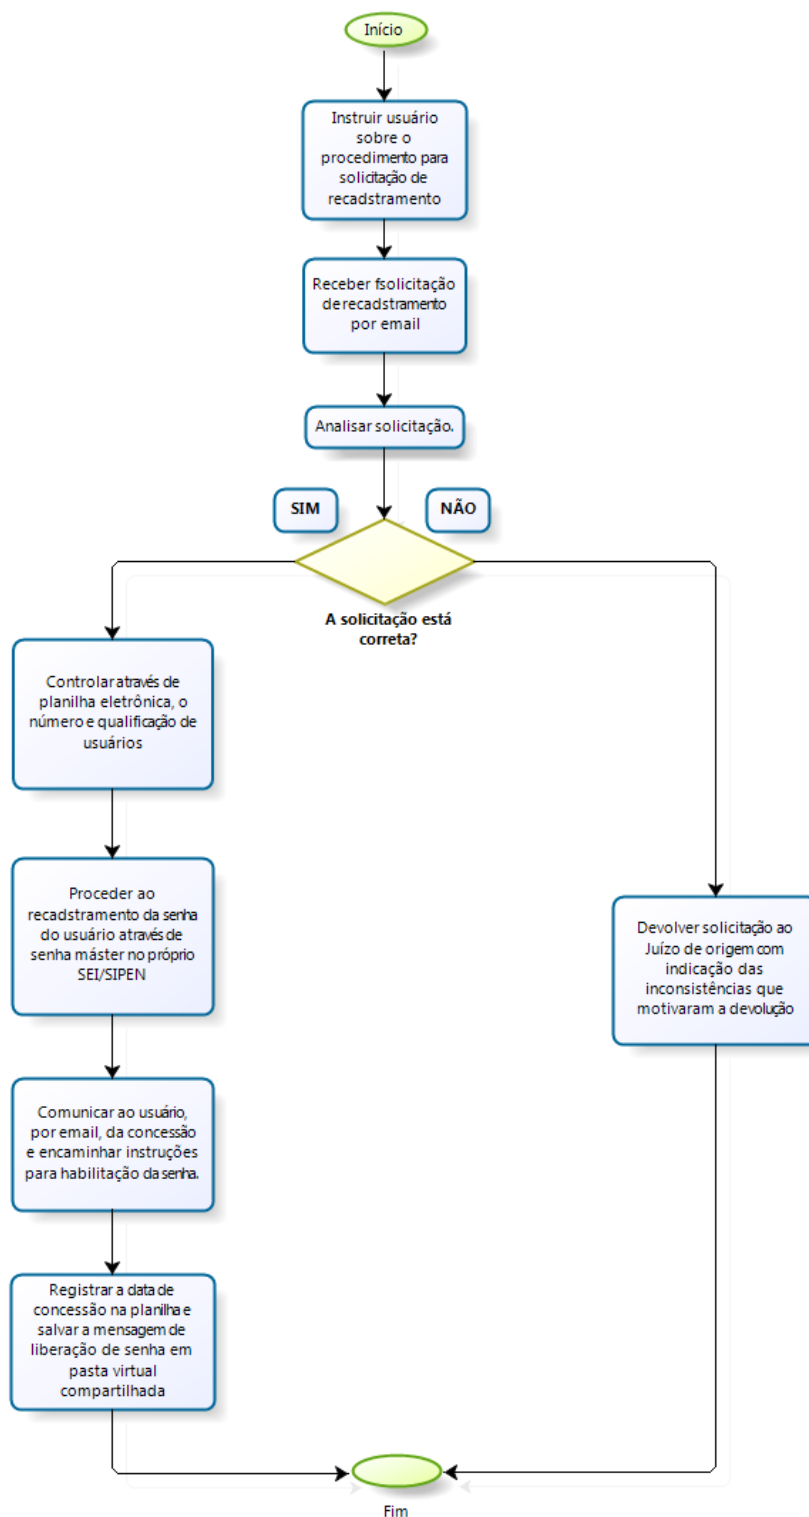 Início
Instruir usuário
sobre o
procedimento para
solicitação de
recadstramento
Receber fsolicitação
de recadstramento
por email
Analisar solicitação.
SIM
NÃO
A solicitação está
correta?
Controlar através de
planilha eletrônica, o
número e qualificação de
usuários
Proceder ao
recadstramento da senha
do usuário através de
senha máster no próprio
SEI/SIPEN
Devolver solicitação ao
Juízo de origem com
indicação das
inconsistências que
motivaram a devolução
Comunicar ao usuário,
por email, da concessão
e encaminhar instruções
para habilitação da senha.
Registrar a data de
concessão na planilha e
salvar a mensagem de
liberação de senha em
pasta virtual
compartilhada
Fim